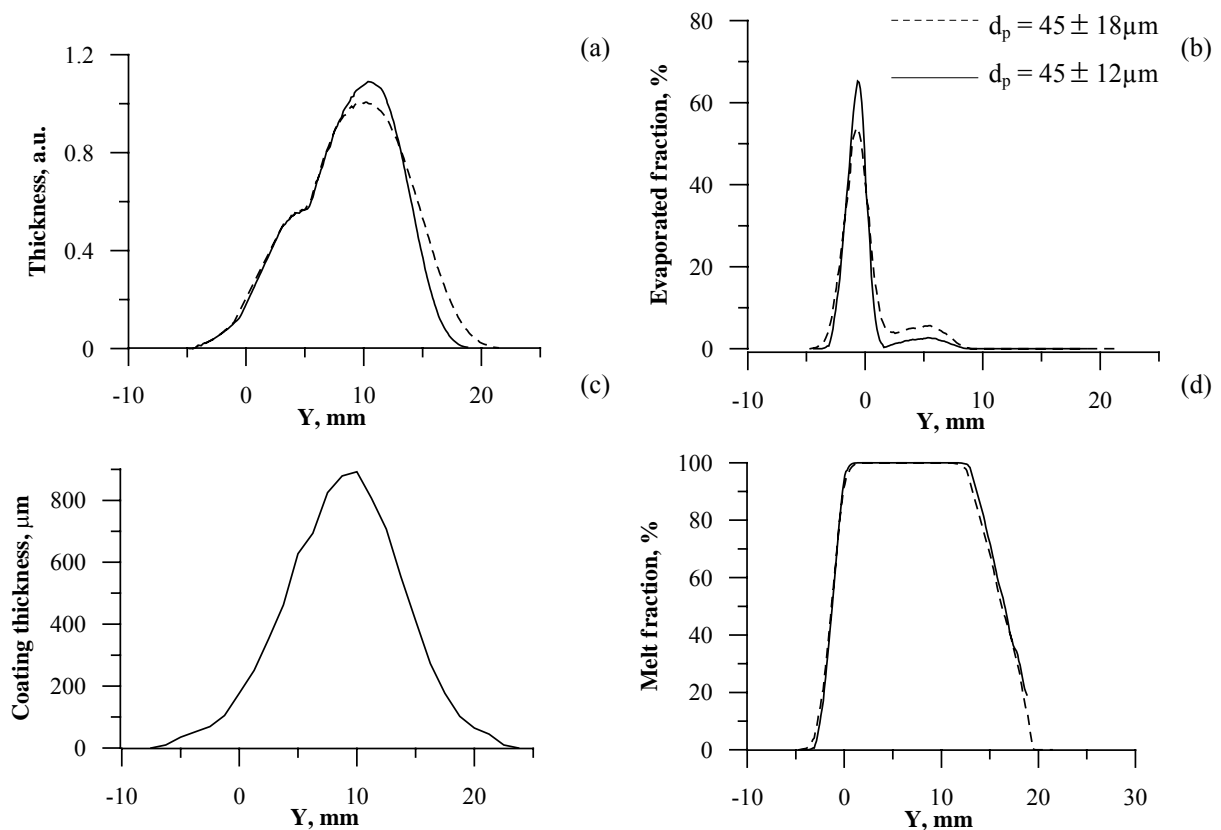 (a)
1.2
0.8
0.4
0
Thickness, a.u.
-10 0 10 20
Y, mm
(b)
dp = 45 ± 18µm
dp = 45 ± 12µm
80
60
40
20
0
Evaporated fraction, %
-10 0 10 20
Y, mm
(c)
800
600
400
200
0
Coating thickness, µm
-10 0 10 20
Y, mm
(d)
100
80
60
40
20
0
Melt fraction, %
-10 0 10 20 30
Y, mm